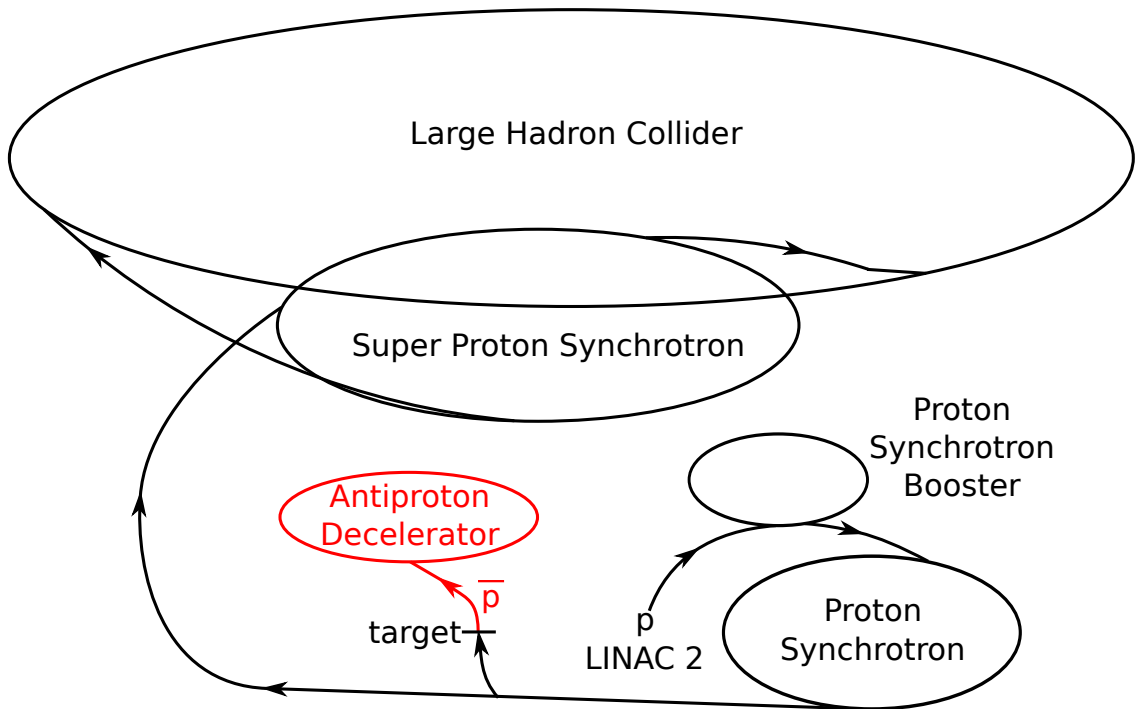 Large Hadron Collider
Super Proton Synchrotron
Proton
Synchrotron
Booster
Antiproton
Decelerator
p̅
target
p
LINAC 2
Proton
Synchrotron